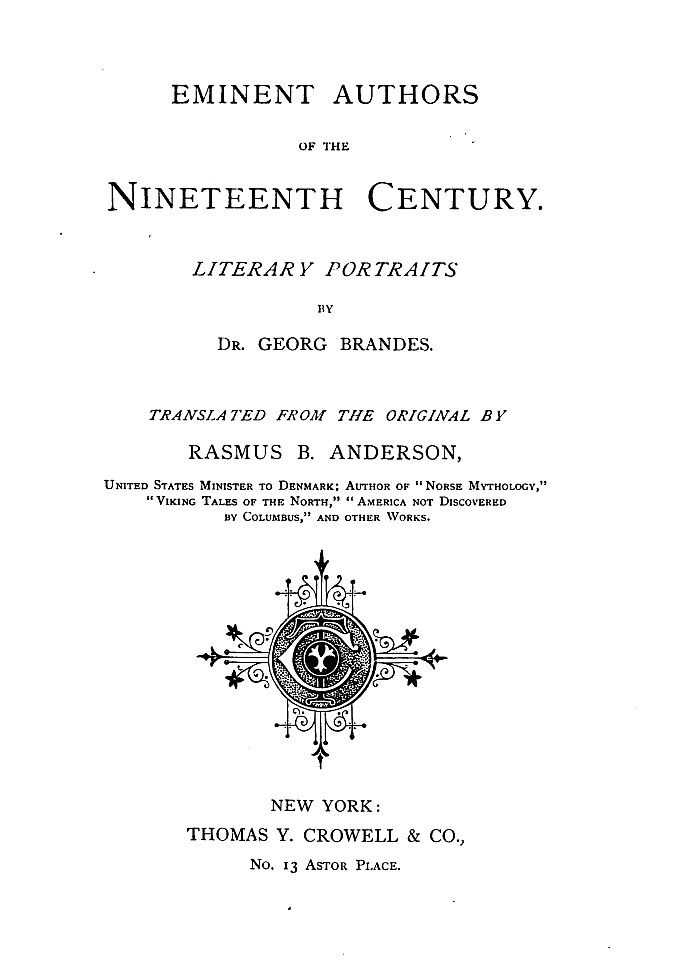 EMINENT AUTHORS
OF THE
NINETEENTH CENTURY.
LITERARY PORTRAITS
BY
DR. GEORG BRANDES.
TRANSLATED FROM THE ORIGINAL BY
RASMUS B. ANDERSON,
UNITED STATES MINISTER TO DENMARK; AUTHOR OF "NORSE MYTHOLOGY,"
"VIKING TALES OF THE NORTH," "AMERICA NOT DISCOVERED
BY COLUMBUS," AND OTHER WORKS.
NEW YORK:
THOMAS Y. CROWELL & CO.,
No. 13 ASTOR PLACE.